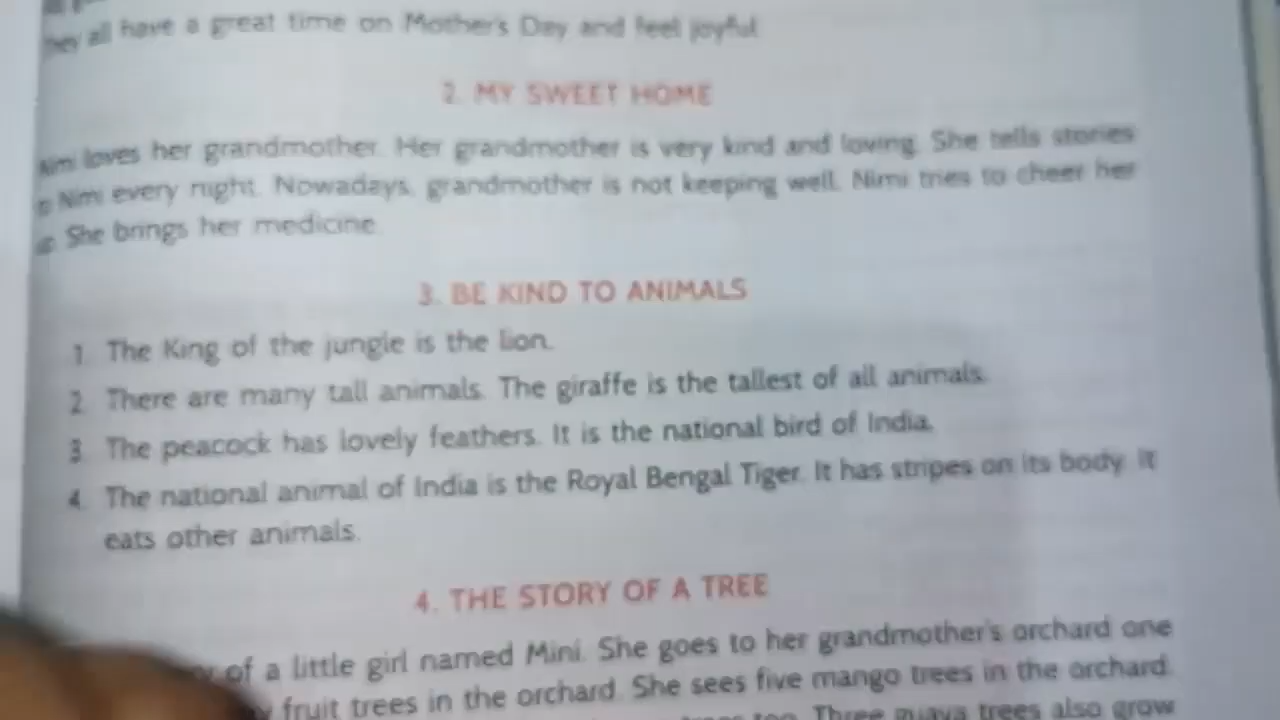 they all have a great time on Mother's Day and feel joyful
2. MY SWEET HOME
Nimi loves her grandmother. Her grandmother is very kind and loving. She tells stories
Nimi every night. Nowadays, grandmother is not keeping well. Nimi tries to cheer her
She brings her medicine.
3. BE KIND TO ANIMALS
1. The King of the jungle is the lion.
2. There are many tall animals. The giraffe is the tallest of all animals.
3. The peacock has lovely feathers. It is the national bird of India.
4. The national animal of India is the Royal Bengal Tiger. It has stripes on its body. It
eats other animals.
4. THE STORY OF A TREE
of a little girl named Mini. She goes to her grandmother's orchard one
fruit trees in the orchard. She sees five mango trees in the orchard.
trees too. Three guava trees also grow